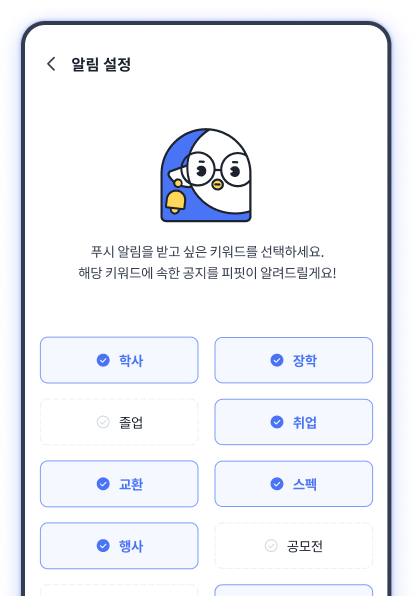 알림 설정
푸시 알림을 받고 싶은 키워드를 선택하세요.
해당 키워드에 속한 공지를 피핏이 알려드릴게요!
학사
장학
졸업
취업
교환
스펙
행사
공모전